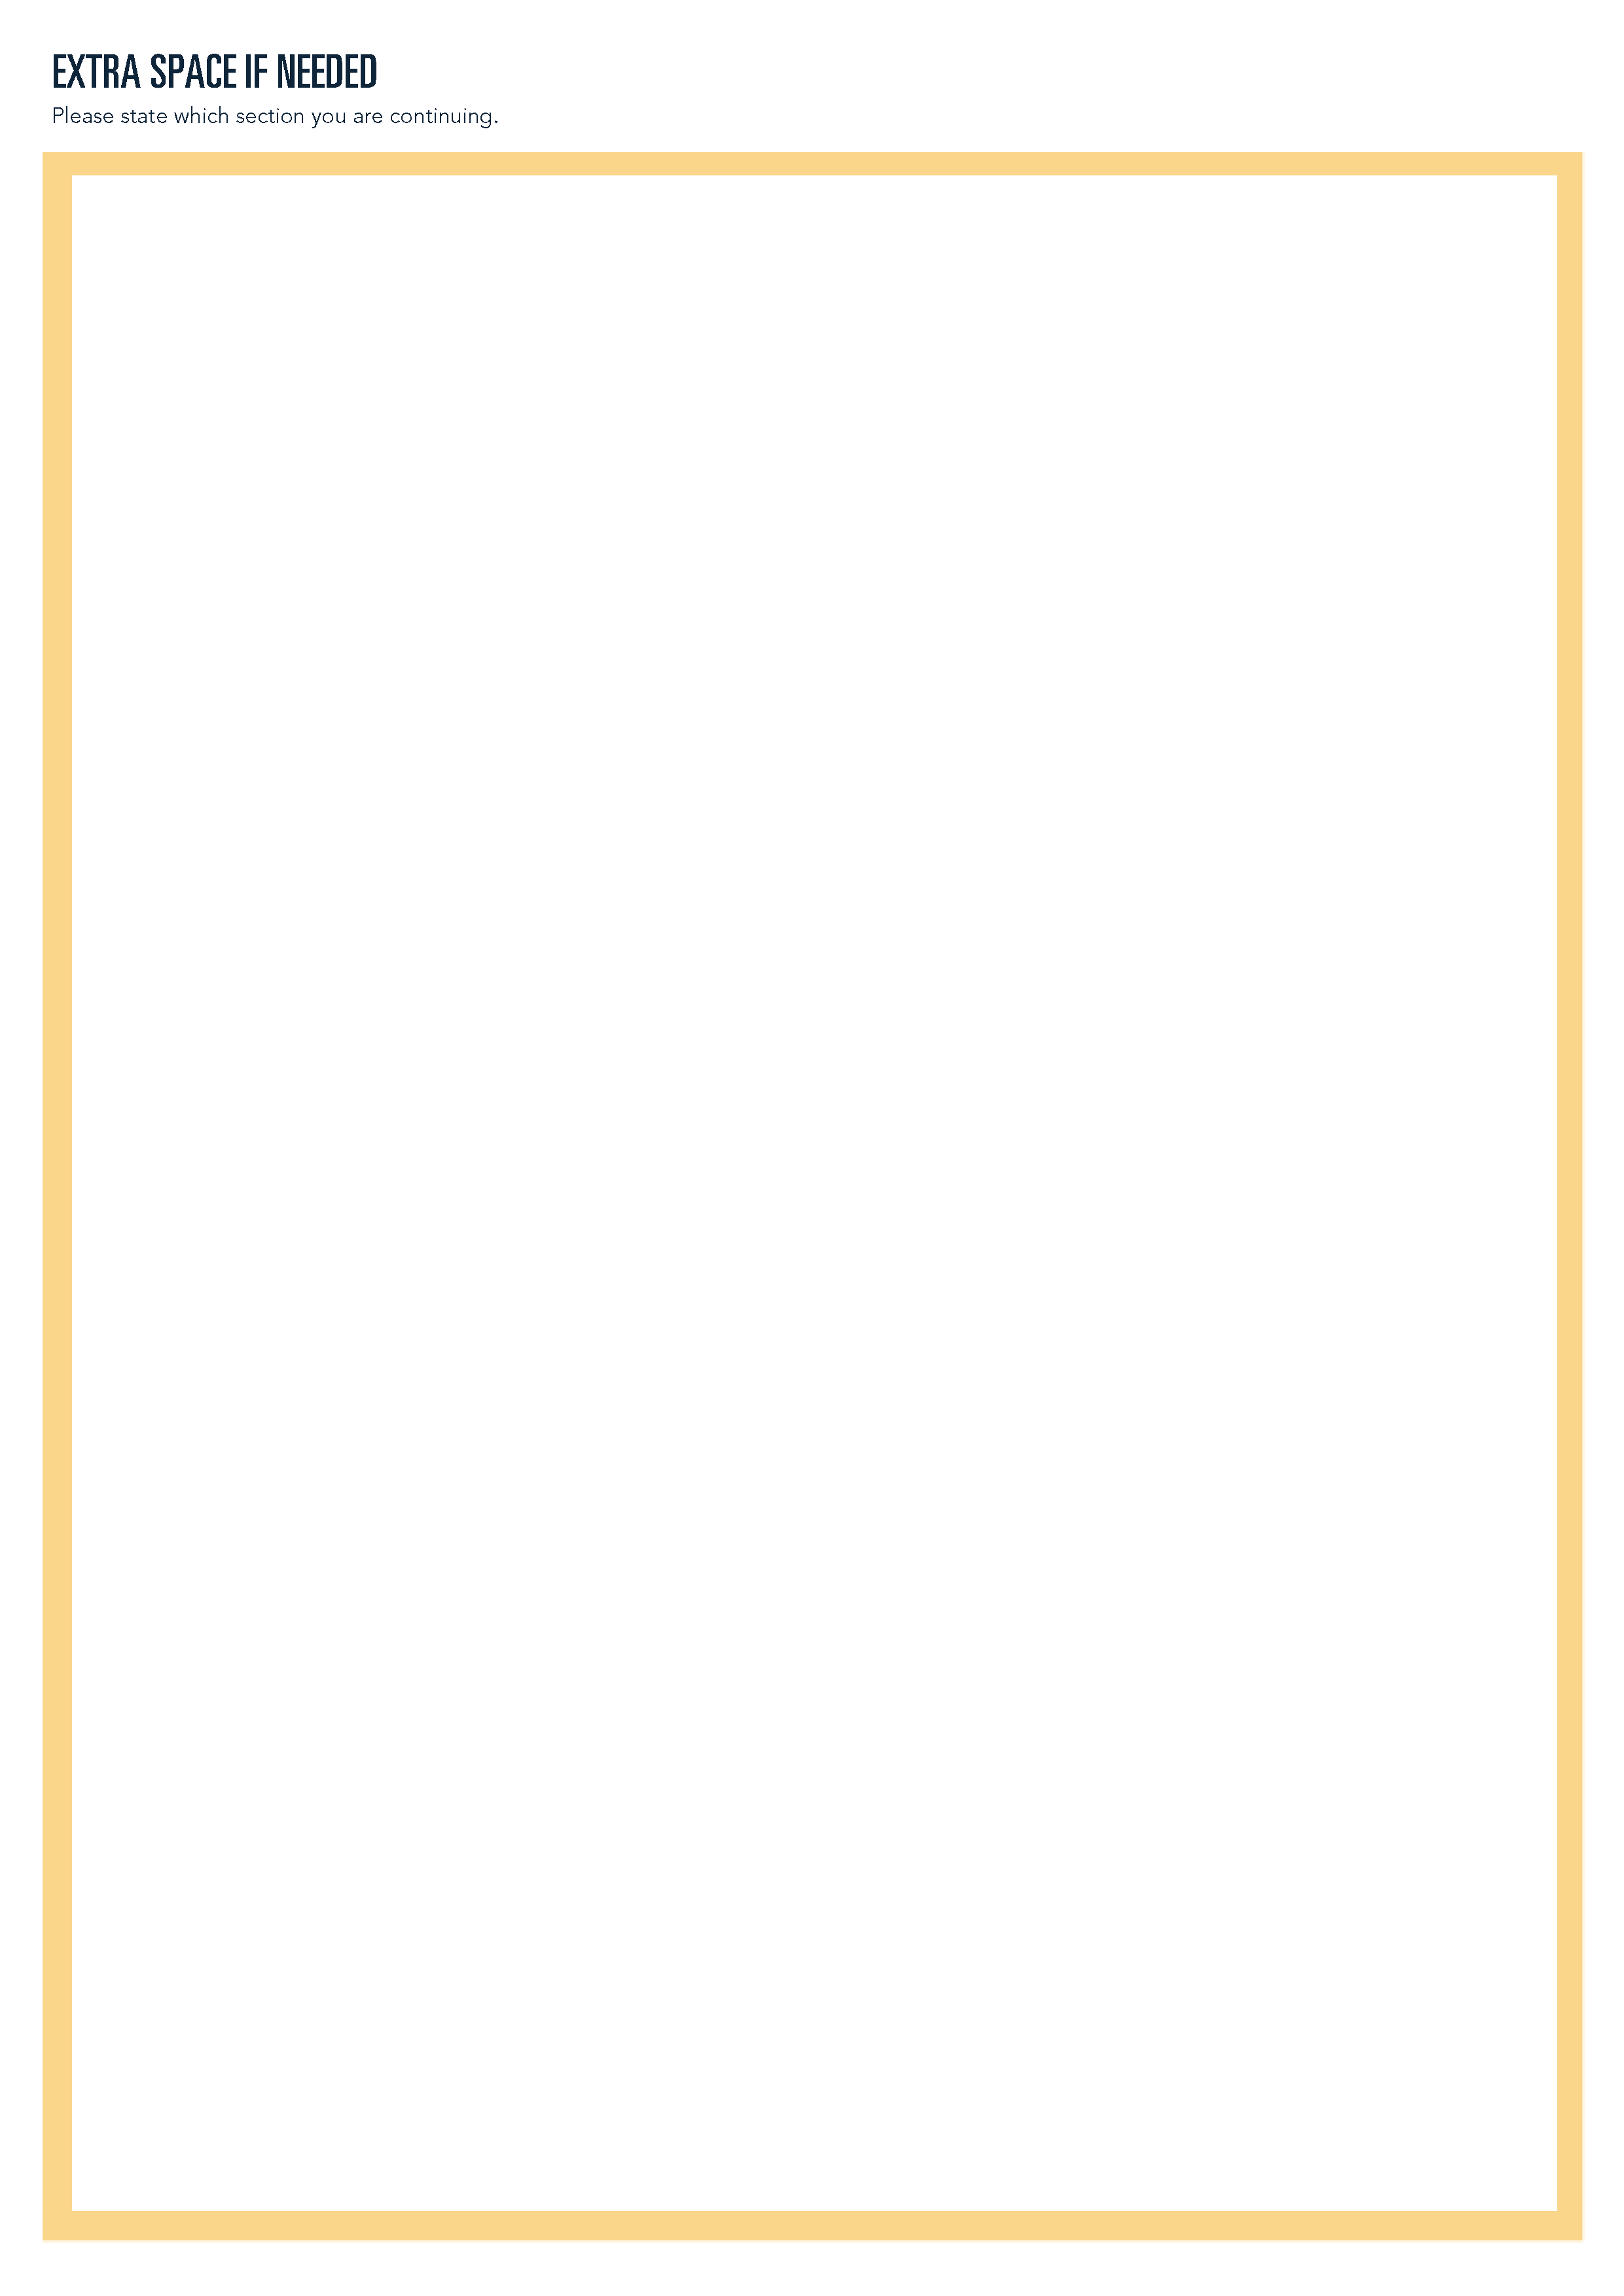 EXTRA SPACE IF NEEDED
Please state which section you are continuing.